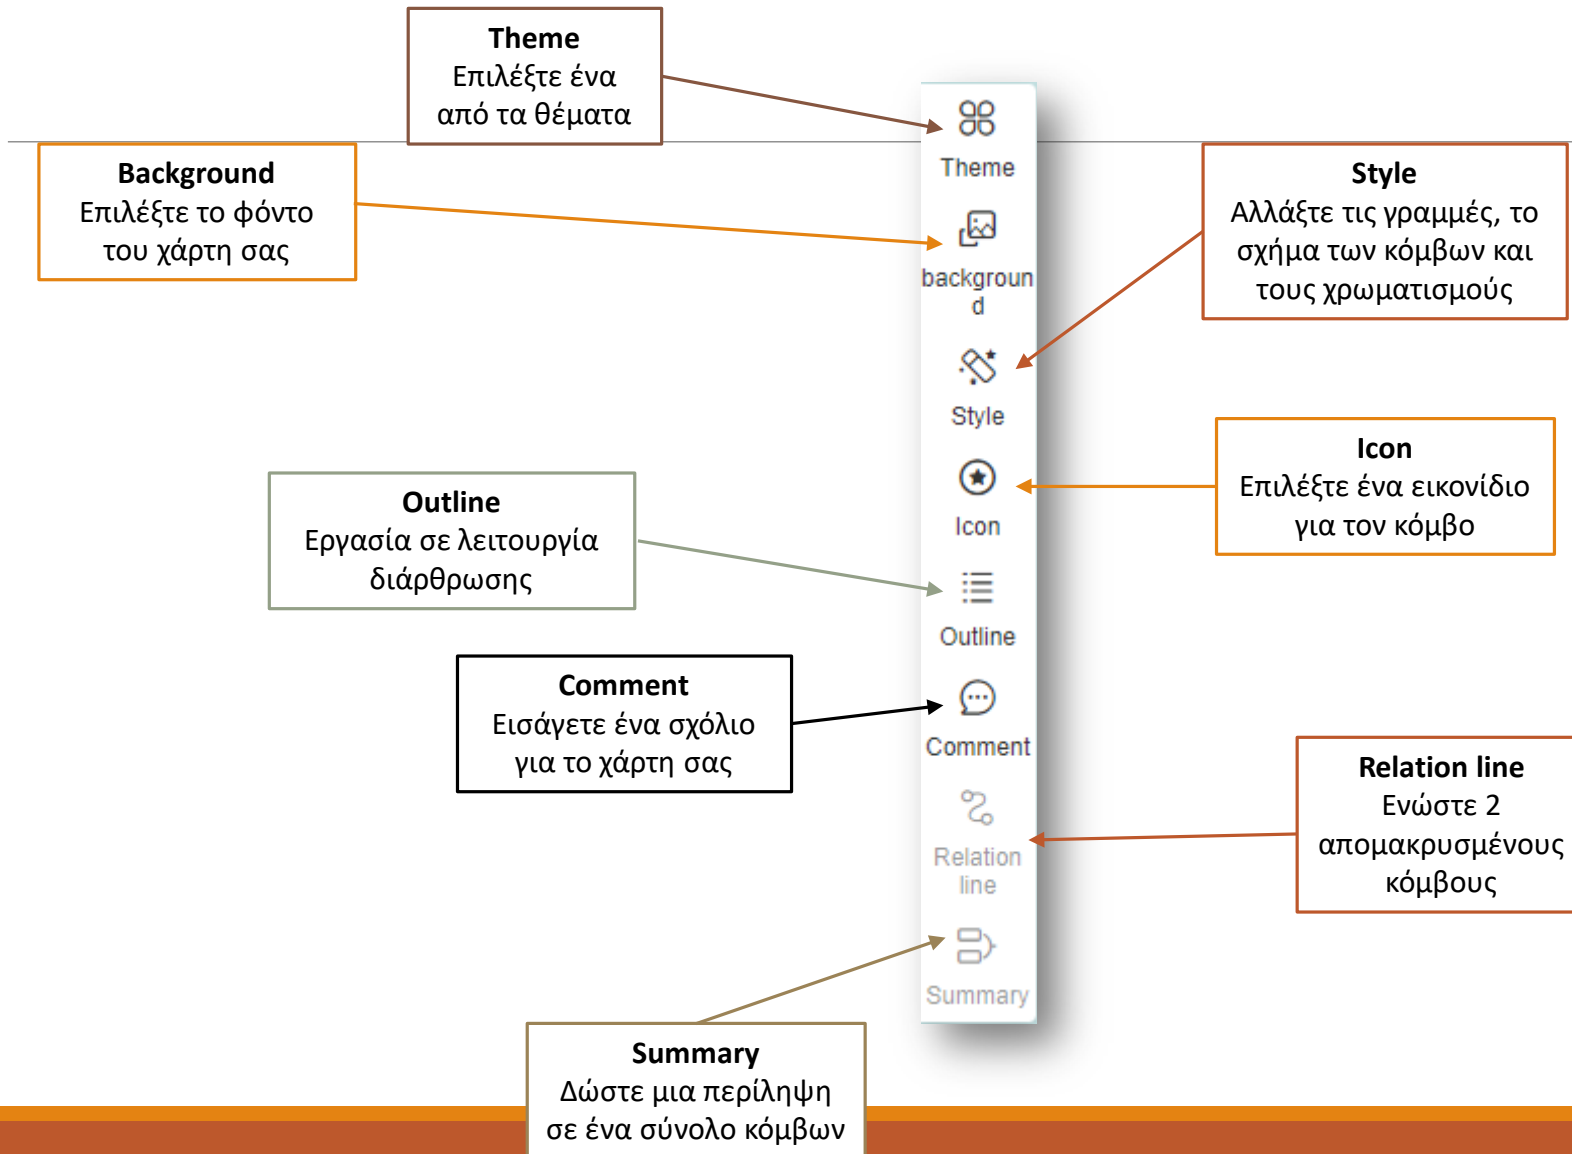 Theme
Επιλέξτε ένα
από τα θέματα
Background
Επιλέξτε το φόντο
του χάρτη σας
Style
Αλλάξτε τις γραμμές, το
σχήμα των κόμβων και
τους χρωματισμούς
Icon
Επιλέξτε ένα εικονίδιο
για τον κόμβο
Outline
Εργασία σε λειτουργία
διάρθρωσης
Comment
Εισάγετε ένα σχόλιο
για το χάρτη σας
Relation line
Ενώστε 2
απομακρυσμένους
κόμβους
Summary
Δώστε μια περίληψη
σε ένα σύνολο κόμβων
Theme
backgroun
d
Style
Icon
Outline
Comment
Relation
line
Summary